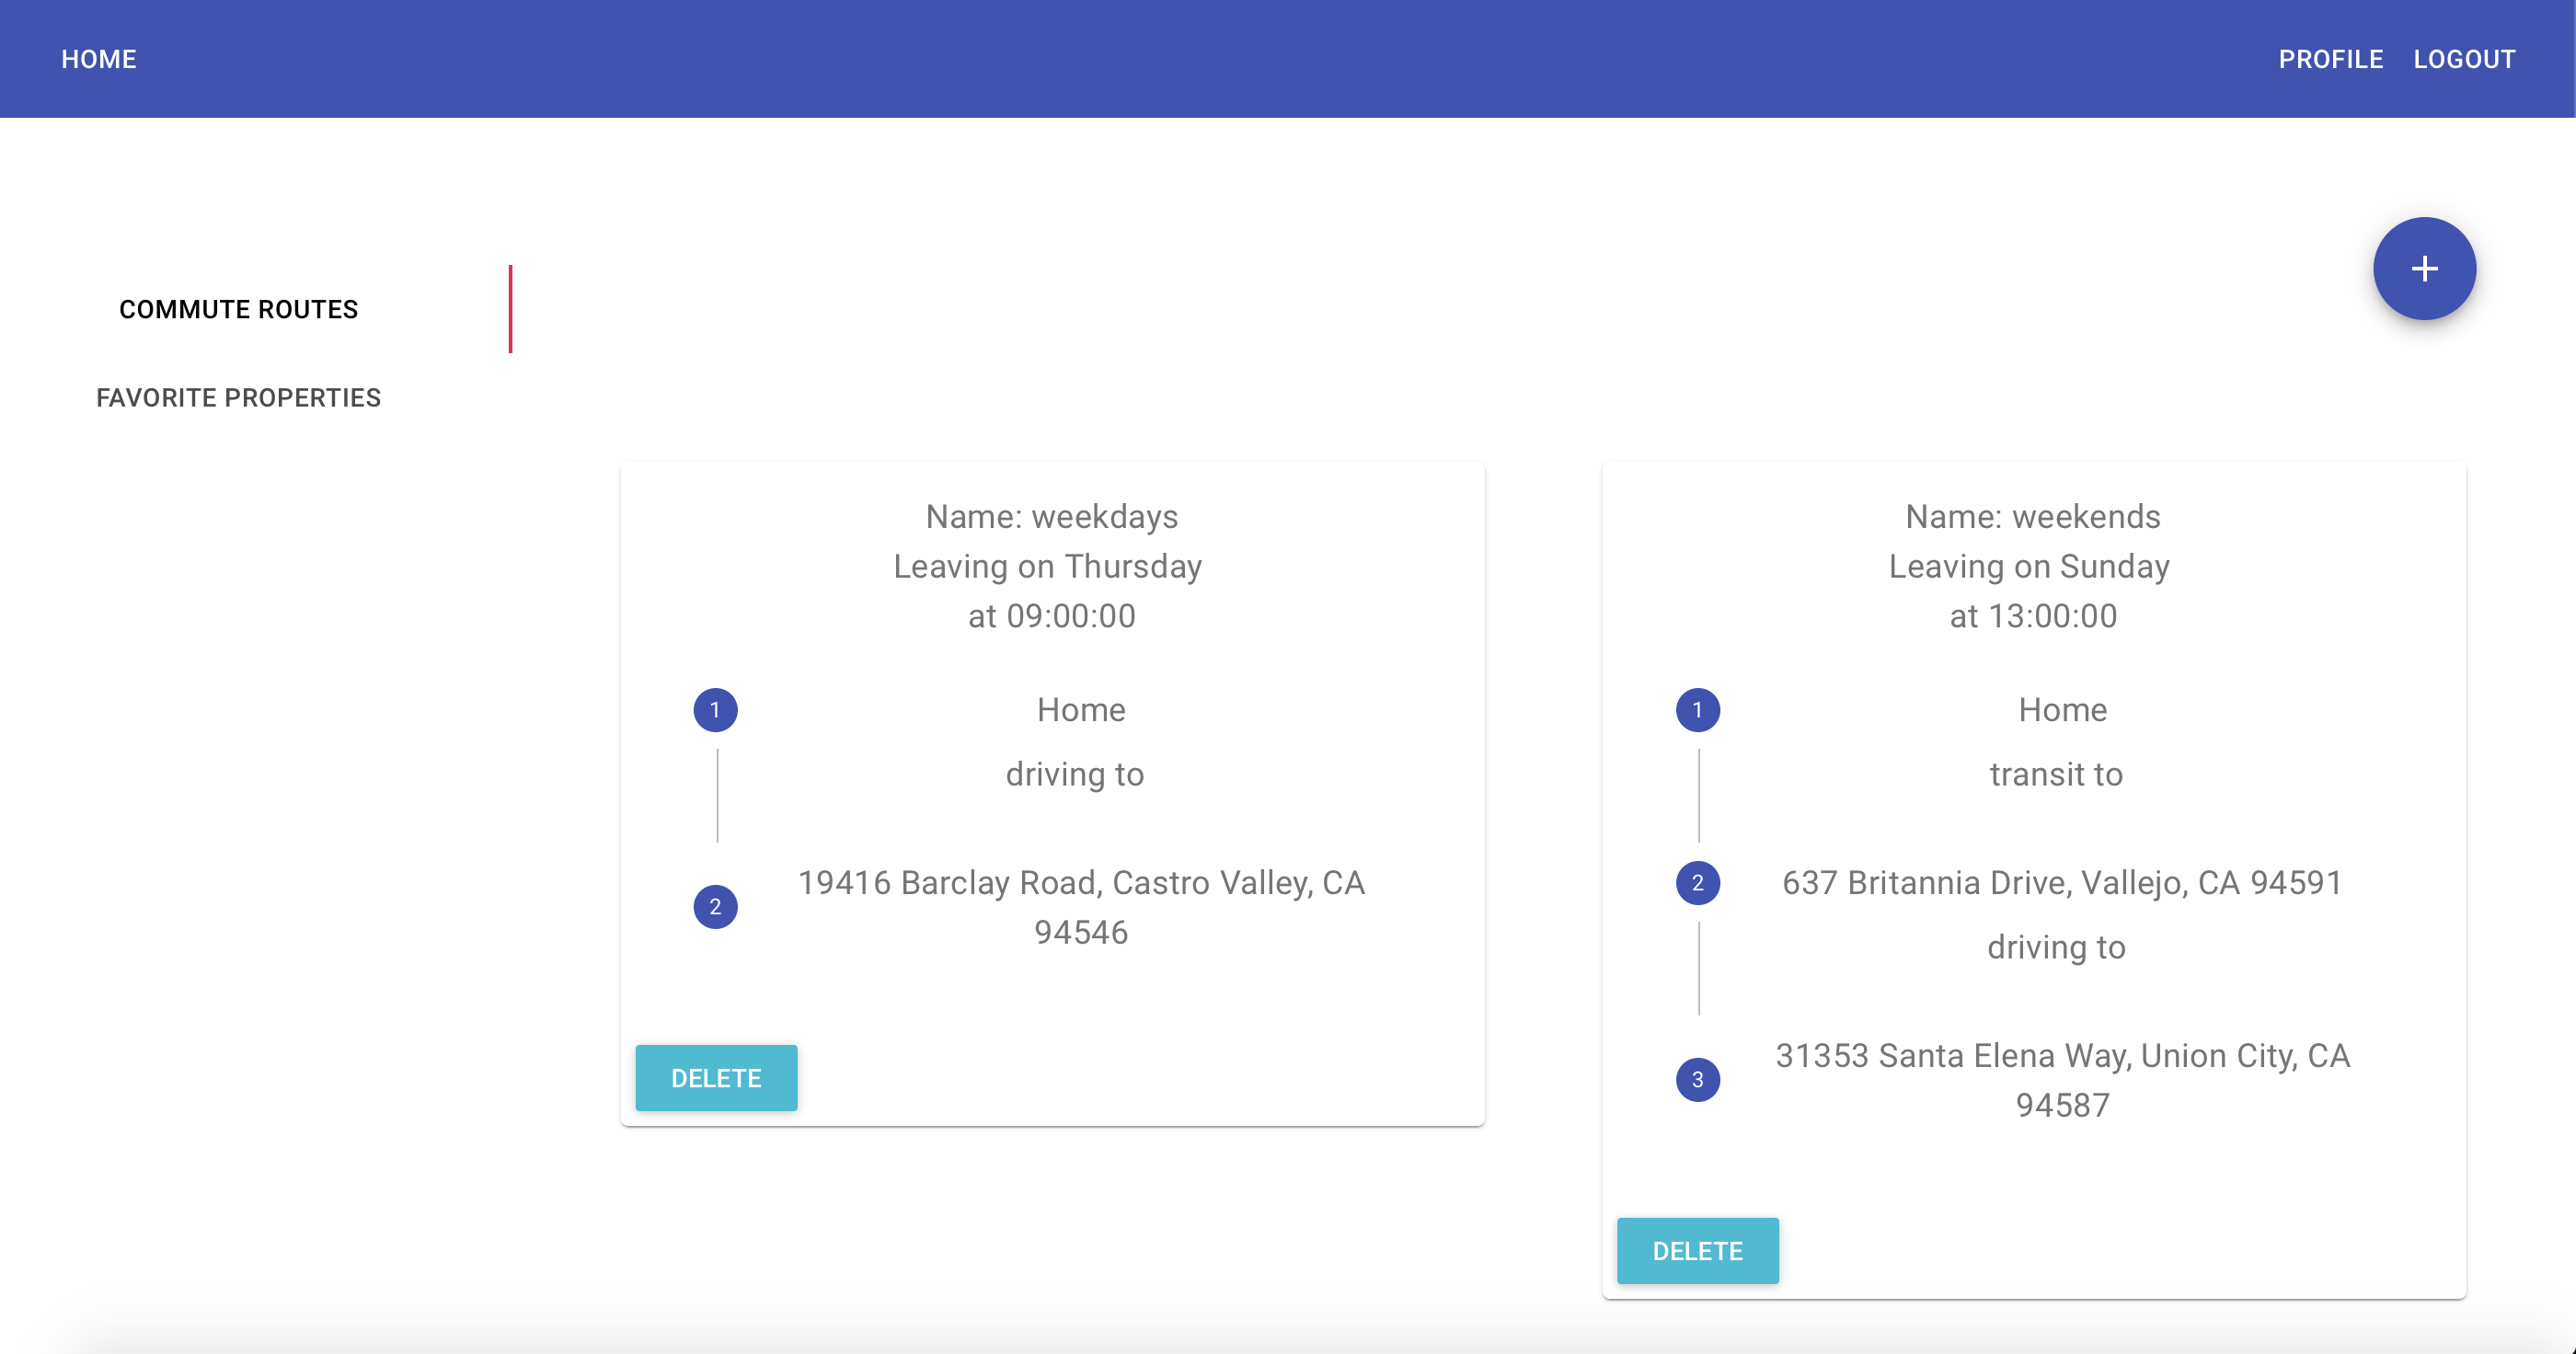 HOME
PROFILE
LOGOUT
COMMUTE ROUTES
FAVORITE PROPERTIES
+
Name: weekdays
Leaving on Thursday
at 09:00:00
1
Home
driving to
2
19416 Barclay Road, Castro Valley, CA
94546
DELETE
Name: weekends
Leaving on Sunday
at 13:00:00
1
Home
transit to
2
637 Britannia Drive, Vallejo, CA 94591
driving to
3
31353 Santa Elena Way, Union City, CA
94587
DELETE